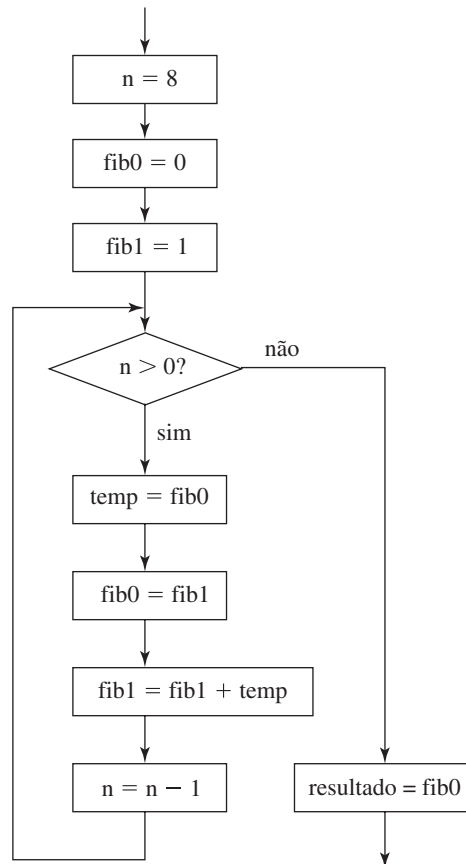 n = 8
fib0 = 0
fib1 = 1
n > 0?
não
sim
temp = fib0
fib0 = fib1
fib1 = fib1 + temp
n = n − 1
resultado = fib0